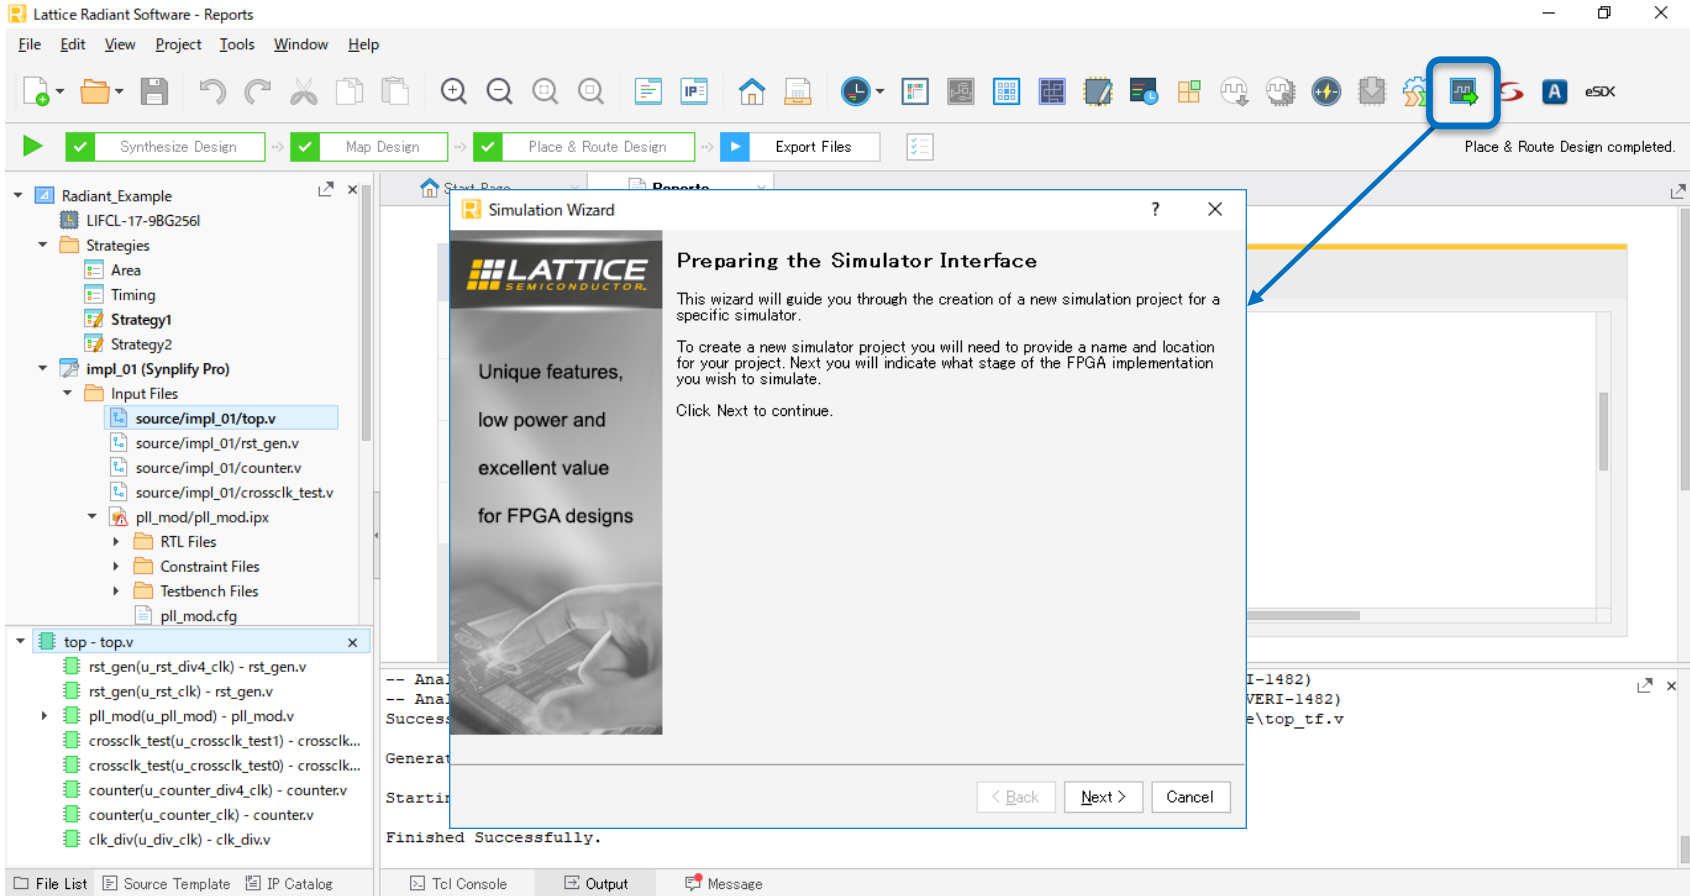 Lattice Radiant Software - Reports
File Edit View Project Tools Window Help
IP
A eSDX
Synthesize Design Map Design Place & Route Design Export Files
Place & Route Design completed.
Radiant_Example
LIFCL-17-9BG256I
Strategies
Area
Timing
Strategy1
Strategy2
impl_01 (Synplify Pro)
Input Files
source/impl_01/top.v
source/impl_01/rst_gen.v
source/impl_01/counter.v
source/impl_01/crossclk_test.v
pll_mod/pll_mod.ipx
RTL Files
Constraint Files
Testbench Files
pll_mod.cfg
top - top.v
rst_gen(u_rst_div4_clk) - rst_gen.v
rst_gen(u_rst_clk) - rst_gen.v
pll_mod(u_pll_mod) - pll_mod.v
crossclk_test(u_crossclk_test1) - crossclk...
crossclk_test(u_crossclk_test0) - crossclk...
counter(u_counter_div4_clk) - counter.v
counter(u_counter_clk) - counter.v
clk_div(u_div_clk) - clk_div.v
File List Source Template IP Catalog
Start Page Reports
Simulation Wizard
LATTICE
SEMICONDUCTOR.
Unique features,
low power and
excellent value
for FPGA designs
Preparing the Simulator Interface
This wizard will guide you through the creation of a new simulation project for a
specific simulator.
To create a new simulator project you will need to provide a name and location
for your project. Next you will indicate what stage of the FPGA implementation
you wish to simulate.
Click Next to continue.
< Back Next > Cancel
-- Anal I-1482)
-- Anal VERI-1482)
Success e\top_tf.v
Generat
Startin
Finished Successfully.
Tcl Console Output Message